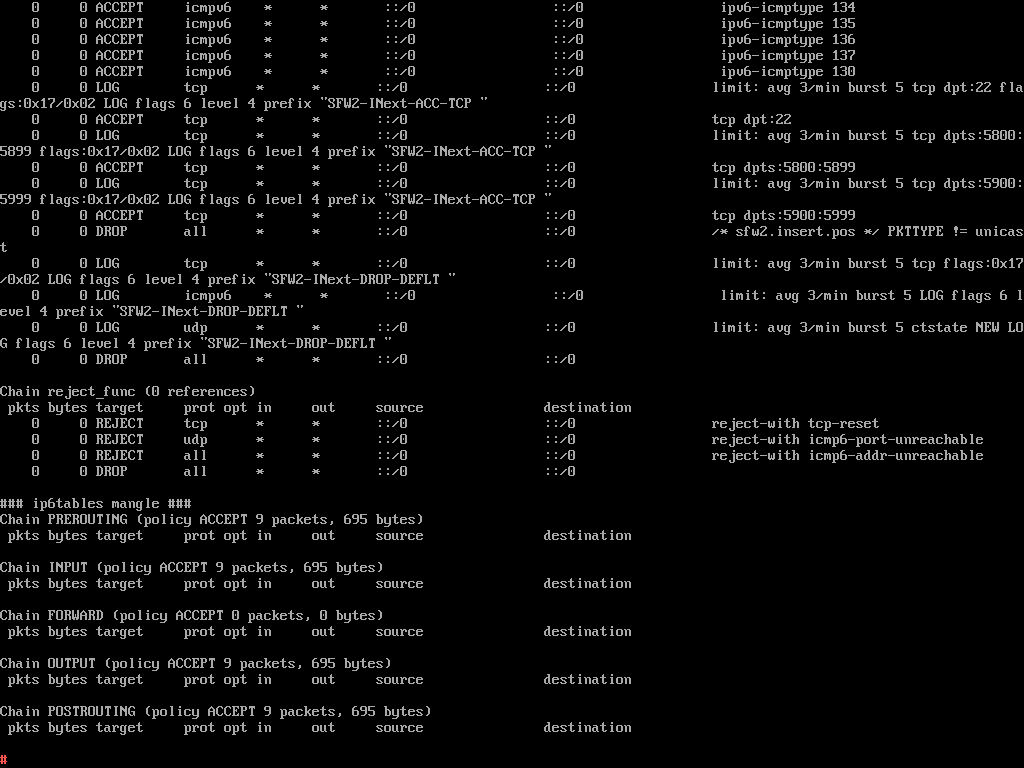 0     0 ACCEPT     icmpv6    *      *       ::/0                 ::/0                 ipv6-icmptype 134
    0     0 ACCEPT     icmpv6    *      *       ::/0                 ::/0                 ipv6-icmptype 135
    0     0 ACCEPT     icmpv6    *      *       ::/0                 ::/0                 ipv6-icmptype 136
    0     0 ACCEPT     icmpv6    *      *       ::/0                 ::/0                 ipv6-icmptype 137
    0     0 ACCEPT     icmpv6    *      *       ::/0                 ::/0                 ipv6-icmptype 130
    0     0 LOG        tcp      *      *       ::/0                 ::/0                 limit: avg 3/min burst 5 tcp dpt:22 fla
gs:0x17/0x02 LOG flags 6 level 4 prefix "SFW2-INext-ACC-TCP "
    0     0 ACCEPT     tcp      *      *       ::/0                 ::/0                 tcp dpt:22
    0     0 LOG        tcp      *      *       ::/0                 ::/0                 limit: avg 3/min burst 5 tcp dpts:5800:
5899 flags:0x17/0x02 LOG flags 6 level 4 prefix "SFW2-INext-ACC-TCP "
    0     0 ACCEPT     tcp      *      *       ::/0                 ::/0                 tcp dpts:5800:5899
    0     0 LOG        tcp      *      *       ::/0                 ::/0                 limit: avg 3/min burst 5 tcp dpts:5900:
5999 flags:0x17/0x02 LOG flags 6 level 4 prefix "SFW2-INext-ACC-TCP "
    0     0 ACCEPT     tcp      *      *       ::/0                 ::/0                 tcp dpts:5900:5999
    0     0 DROP       all      *      *       ::/0                 ::/0                 /* sfw2.insert.pos */ PKTTYPE != unicas
t
    0     0 LOG        tcp      *      *       ::/0                 ::/0                 limit: avg 3/min burst 5 tcp flags:0x17
/0x02 LOG flags 6 level 4 prefix "SFW2-INext-DROP-DEFLT "
    0     0 LOG        icmpv6    *      *       ::/0                 ::/0                 limit: avg 3/min burst 5 LOG flags 6 l
evel 4 prefix "SFW2-INext-DROP-DEFLT "
    0     0 LOG        udp      *      *       ::/0                 ::/0                 limit: avg 3/min burst 5 ctstate NEW LO
G flags 6 level 4 prefix "SFW2-INext-DROP-DEFLT "
    0     0 DROP       all      *      *       ::/0                 ::/0

Chain reject_func (0 references)
 pkts bytes target     prot opt in     out     source               destination
    0     0 REJECT     tcp      *      *       ::/0                 ::/0                 reject-with tcp-reset
    0     0 REJECT     udp      *      *       ::/0                 ::/0                 reject-with icmp6-port-unreachable
    0     0 REJECT     all      *      *       ::/0                 ::/0                 reject-with icmp6-addr-unreachable
    0     0 DROP       all      *      *       ::/0                 ::/0

### ip6tables mangle ###
Chain PREROUTING (policy ACCEPT 9 packets, 695 bytes)
 pkts bytes target     prot opt in     out     source               destination

Chain INPUT (policy ACCEPT 9 packets, 695 bytes)
 pkts bytes target     prot opt in     out     source               destination

Chain FORWARD (policy ACCEPT 0 packets, 0 bytes)
 pkts bytes target     prot opt in     out     source               destination

Chain OUTPUT (policy ACCEPT 9 packets, 695 bytes)
 pkts bytes target     prot opt in     out     source               destination

Chain POSTROUTING (policy ACCEPT 9 packets, 695 bytes)
 pkts bytes target     prot opt in     out     source               destination

#